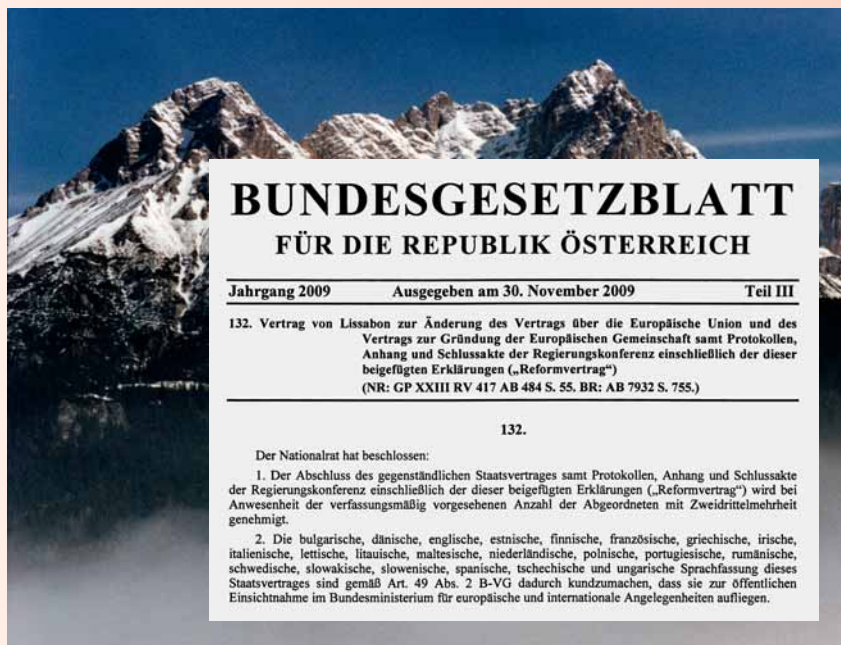 BUNDESGESETZBLATT
FÜR DIE REPUBLIK ÖSTERREICH
Jahrgang 2009 Ausgegeben am 30. November 2009 Teil III
132. Vertrag von Lissabon zur Änderung des Vertrags über die Europäische Union und des
Vertrags zur Gründung der Europäischen Gemeinschaft samt Protokollen,
Anhang und Schlussakte der Regierungskonferenz einschließlich der dieser
beigefügten Erklärungen („Reformvertrag“)
(NR: GP XXIII RV 417 AB 484 S. 55. BR: AB 7932 S. 755.)
132.
Der Nationalrat hat beschlossen:
1. Der Abschluss des gegenständlichen Staatsvertrages samt Protokollen, Anhang und Schlussakte
der Regierungskonferenz einschließlich der dieser beigefügten Erklärungen („Reformvertrag“) wird bei
Anwesenheit der verfassungsmäßig vorgesehenen Anzahl der Abgeordneten mit Zweidrittelmehrheit
genehmigt.
2. Die bulgarische, dänische, englische, estnische, finnische, französische, griechische, irische,
italienische, lettische, litauische, maltesische, niederländische, polnische, portugiesische, rumänische,
schwedische, slowakische, slowenische, spanische, tschechische und ungarische Sprachfassung dieses
Staatsvertrages sind gemäß Art. 49 Abs. 2 B-VG dadurch kundzumachen, dass sie zur öffentlichen
Einsichtnahme im Bundesministerium für europäische und internationale Angelegenheiten aufliegen.